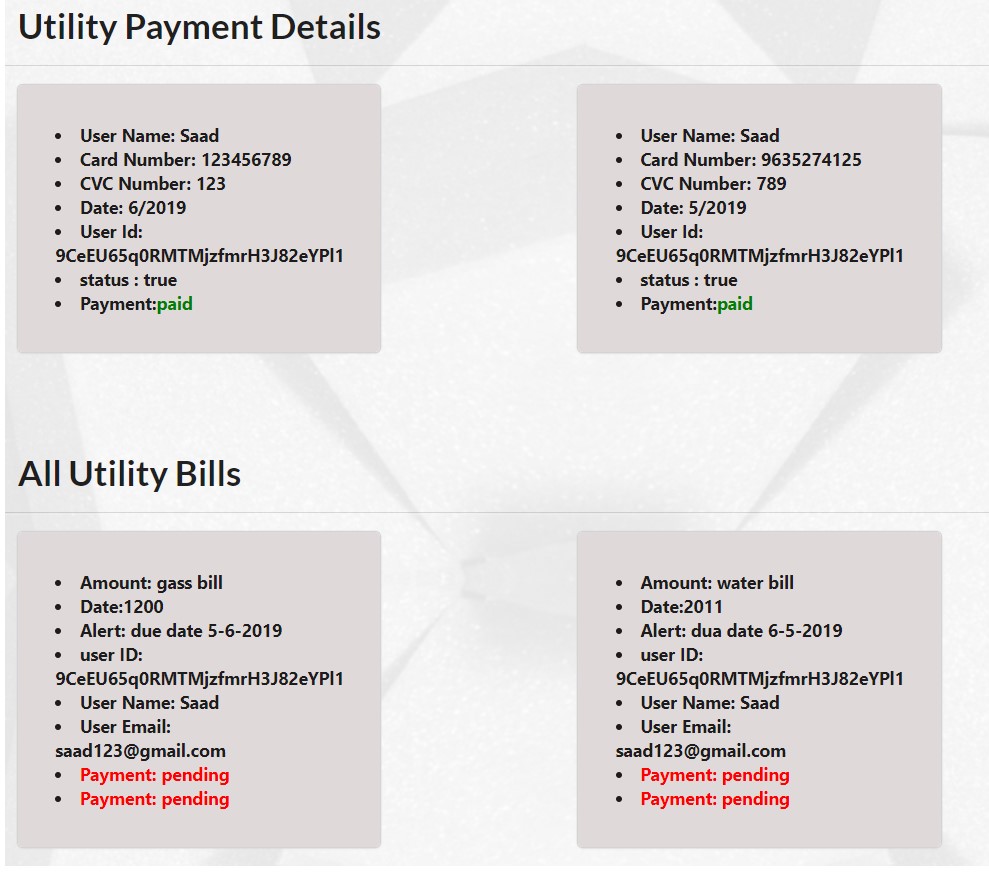 Utility Payment Details
User Name: Saad
Card Number: 123456789
CVC Number: 123
Date: 6/2019
User Id:
9CeEU65q0RMTMjzfmrH3J82eYPl1
status : true
Payment:paid
User Name: Saad
Card Number: 9635274125
CVC Number: 789
Date: 5/2019
User Id:
9CeEU65q0RMTMjzfmrH3J82eYPl1
status : true
Payment:paid
All Utility Bills
Amount: gass bill
Date:1200
Alert: due date 5-6-2019
user ID:
9CeEU65q0RMTMjzfmrH3J82eYPl1
User Name: Saad
User Email:
saad123@gmail.com
Payment: pending
Payment: pending
Amount: water bill
Date:2011
Alert: dua date 6-5-2019
user ID:
9CeEU65q0RMTMjzfmrH3J82eYPl1
User Name: Saad
User Email:
saad123@gmail.com
Payment: pending
Payment: pending